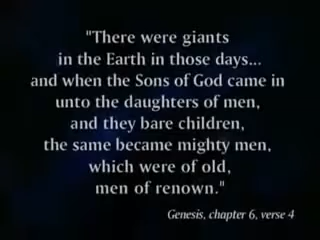 "There were giants
in the Earth in those days...
and when the Sons of God came in
unto the daughters of men,
and they bare children,
the same became mighty men,
which were of old,
men of renown."
Genesis, chapter 6, verse 4